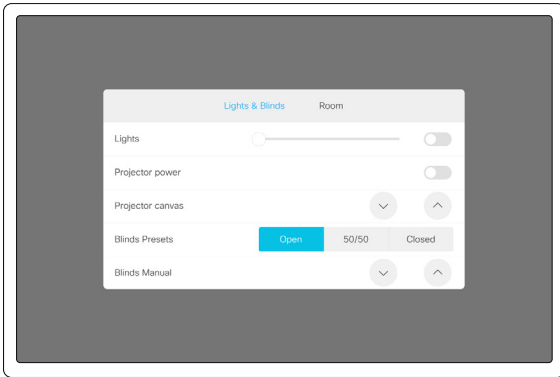 Lights & Blinds Room
Lights
Projector power
Projector canvas
Blinds Presets Open 50/50 Closed
Blinds Manual